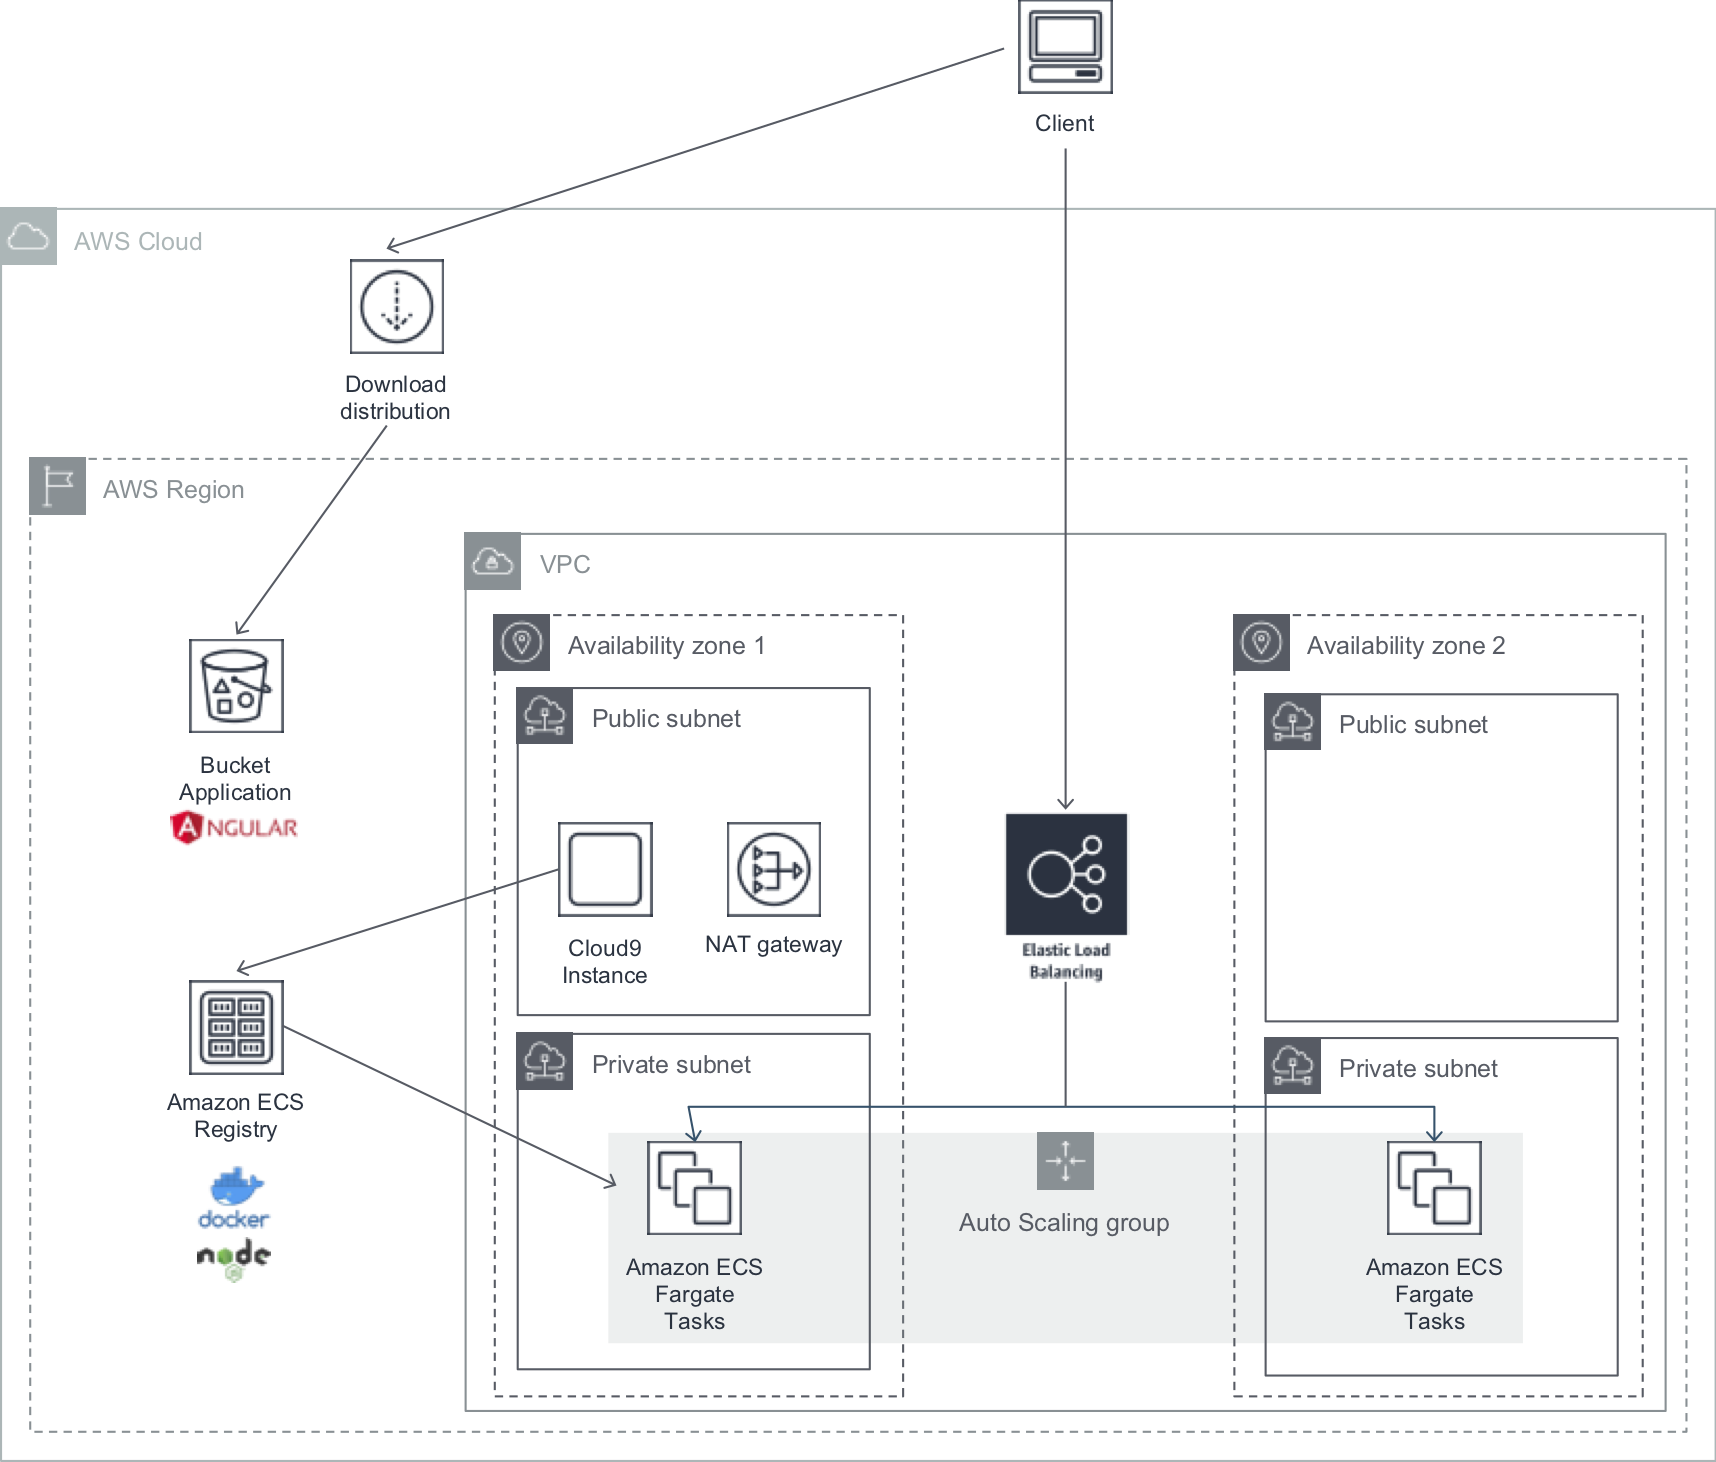 Client
AWS Cloud
Download
distribution
AWS Region
VPC
Availability zone 1
Availability zone 2
Public subnet
Public subnet
Bucket
Application
ANGULAR
Cloud9
Instance
NAT gateway
Elastic Load
Balancing
Private subnet
Private subnet
Amazon ECS
Registry
docker
node
JS
Auto Scaling group
Amazon ECS
Fargate
Tasks
Amazon ECS
Fargate
Tasks